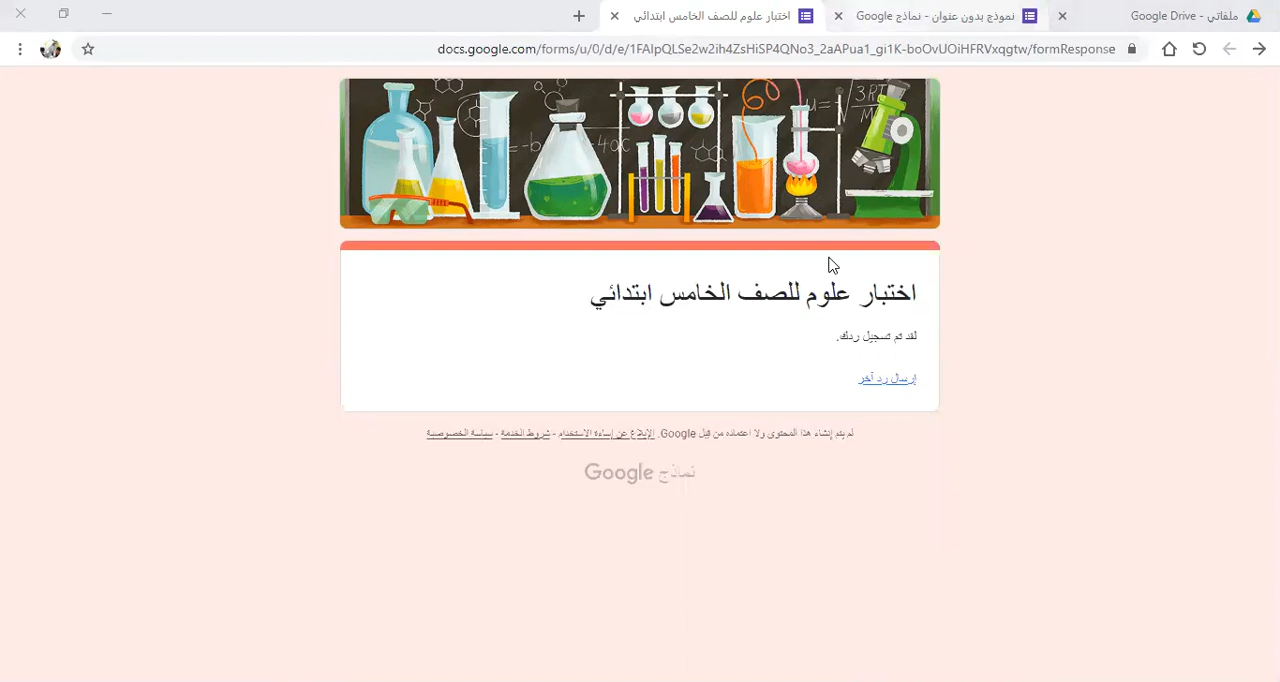 ملفاتي - Google Drive
نموذج بدون عنوان - نماذج Google
اختبار علوم للصف الخامس ابتدائي
docs.google.com/forms/u/0/d/e/1FAIpQLSe2w2ih4ZsHiSP4QNo3_2aAPua1_gi1K-boOvUOiHFRVxqgtw/formResponse
اختبار علوم للصف الخامس ابتدائي
لقد تم تسجيل ردك.
إرسال رد آخر
لم يتم إنشاء هذا المحتوى ولا اعتماده من قبل Google. الإبلاغ عن إساءة الاستخدام - شروط الخدمة - سياسة الخصوصية
نماذج Google